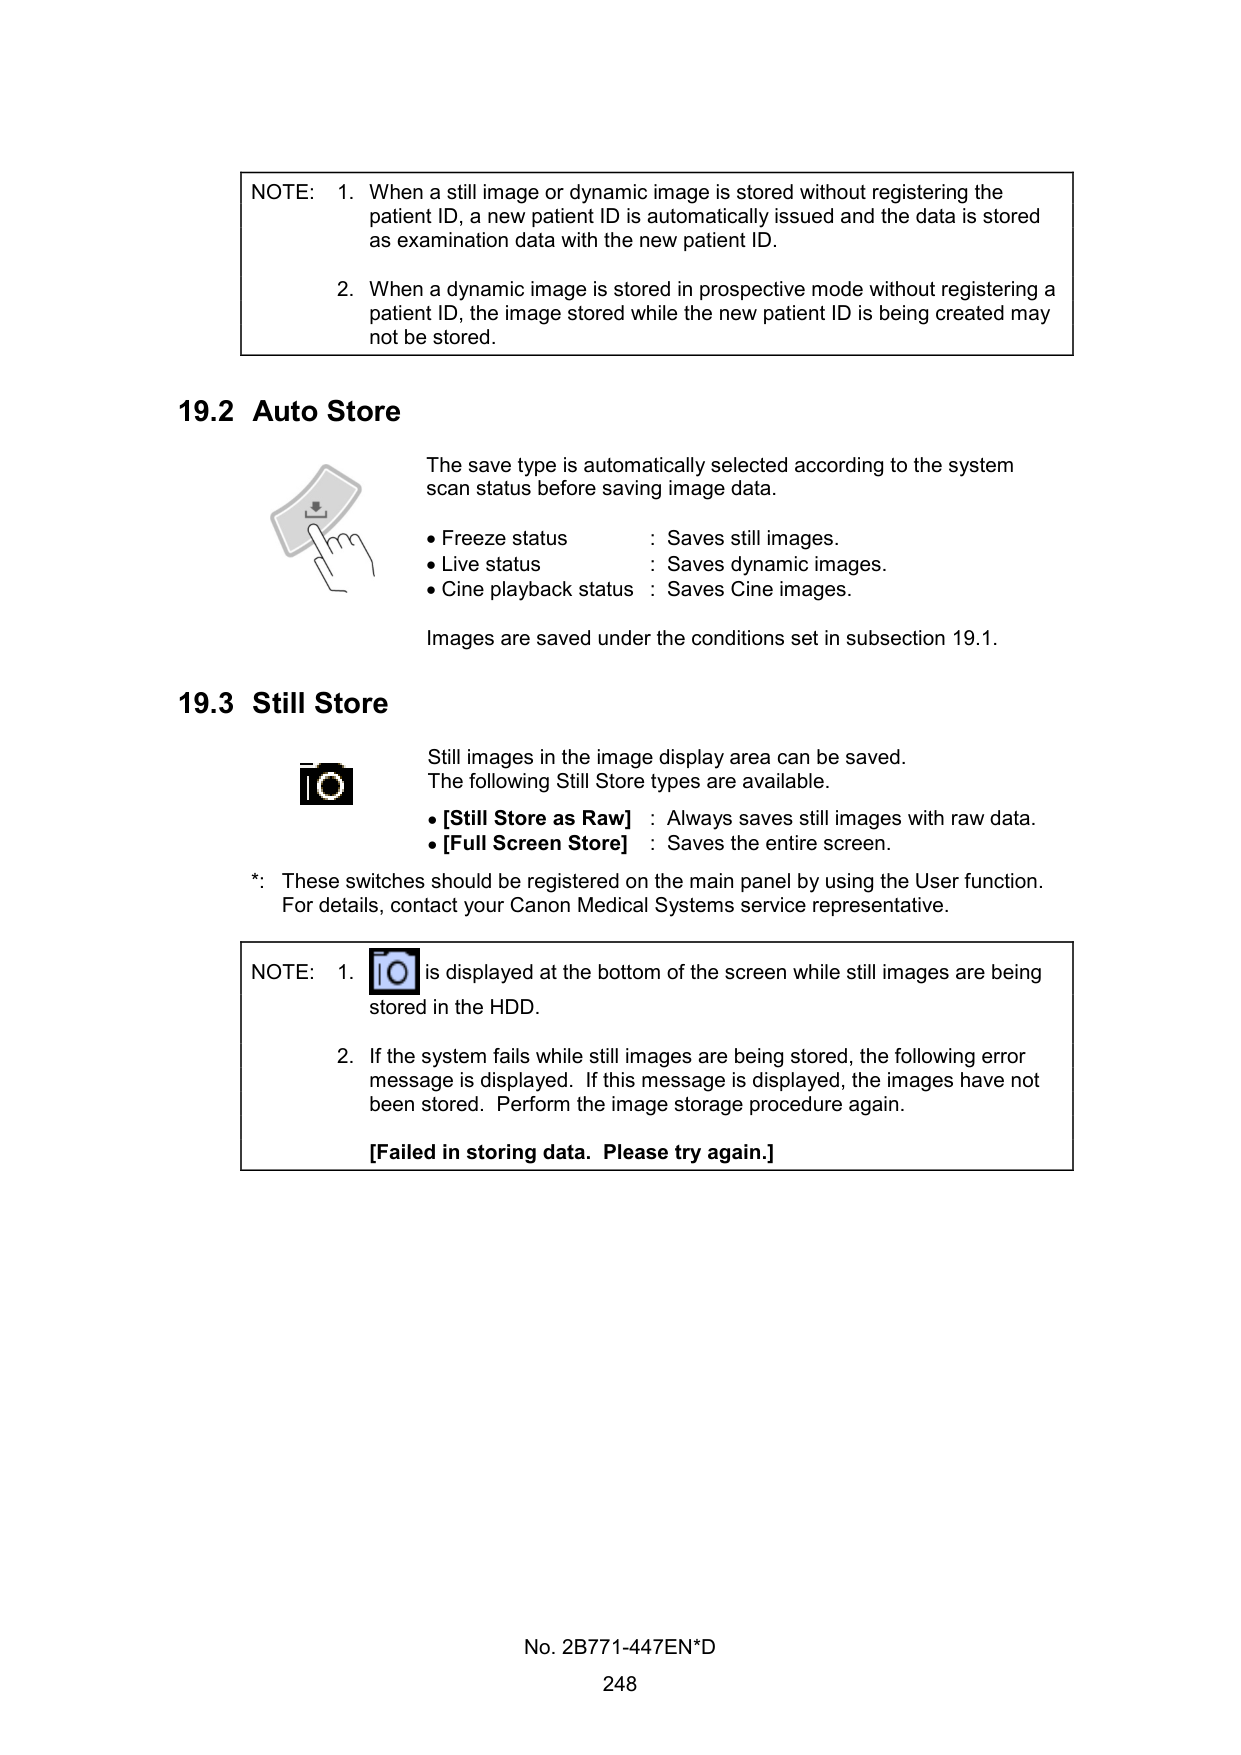 NOTE: 1. When a still image or dynamic image is stored without registering the
patient ID, a new patient ID is automatically issued and the data is stored
as examination data with the new patient ID.
2. When a dynamic image is stored in prospective mode without registering a
patient ID, the image stored while the new patient ID is being created may
not be stored.
19.2 Auto Store
The save type is automatically selected according to the system
scan status before saving image data.
• Freeze status : Saves still images.
• Live status : Saves dynamic images.
• Cine playback status : Saves Cine images.
Images are saved under the conditions set in subsection 19.1.
19.3 Still Store
Still images in the image display area can be saved.
The following Still Store types are available.
• [Still Store as Raw] : Always saves still images with raw data.
• [Full Screen Store] : Saves the entire screen.
*: These switches should be registered on the main panel by using the User function.
For details, contact your Canon Medical Systems service representative.
NOTE: 1. is displayed at the bottom of the screen while still images are being
stored in the HDD.
2. If the system fails while still images are being stored, the following error
message is displayed. If this message is displayed, the images have not
been stored. Perform the image storage procedure again.
[Failed in storing data. Please try again.]
No. 2B771-447EN*D
248